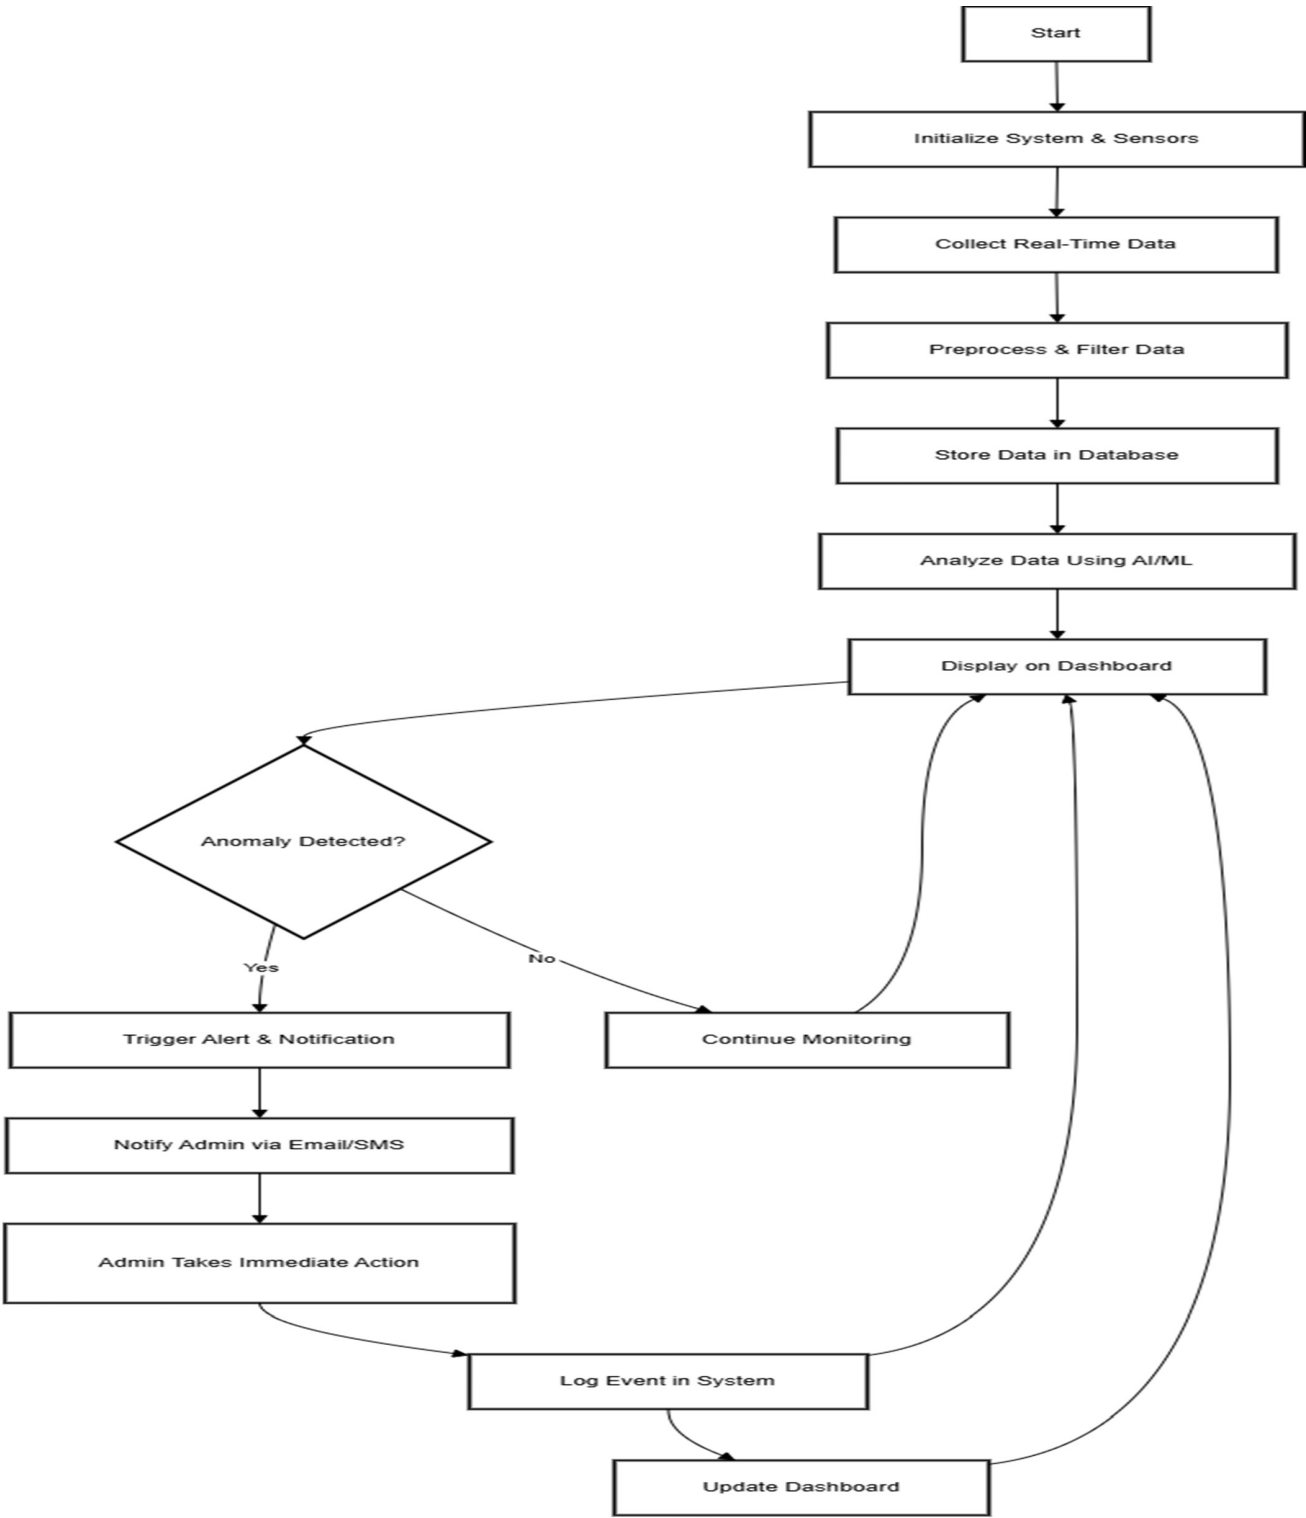 Start
Initialize System & Sensors
Collect Real-Time Data
Preprocess & Filter Data
Store Data in Database
Analyze Data Using AI/ML
Display on Dashboard
Anomaly Detected?
Yes
No
Trigger Alert & Notification
Continue Monitoring
Notify Admin via Email/SMS
Admin Takes Immediate Action
Log Event in System
Update Dashboard